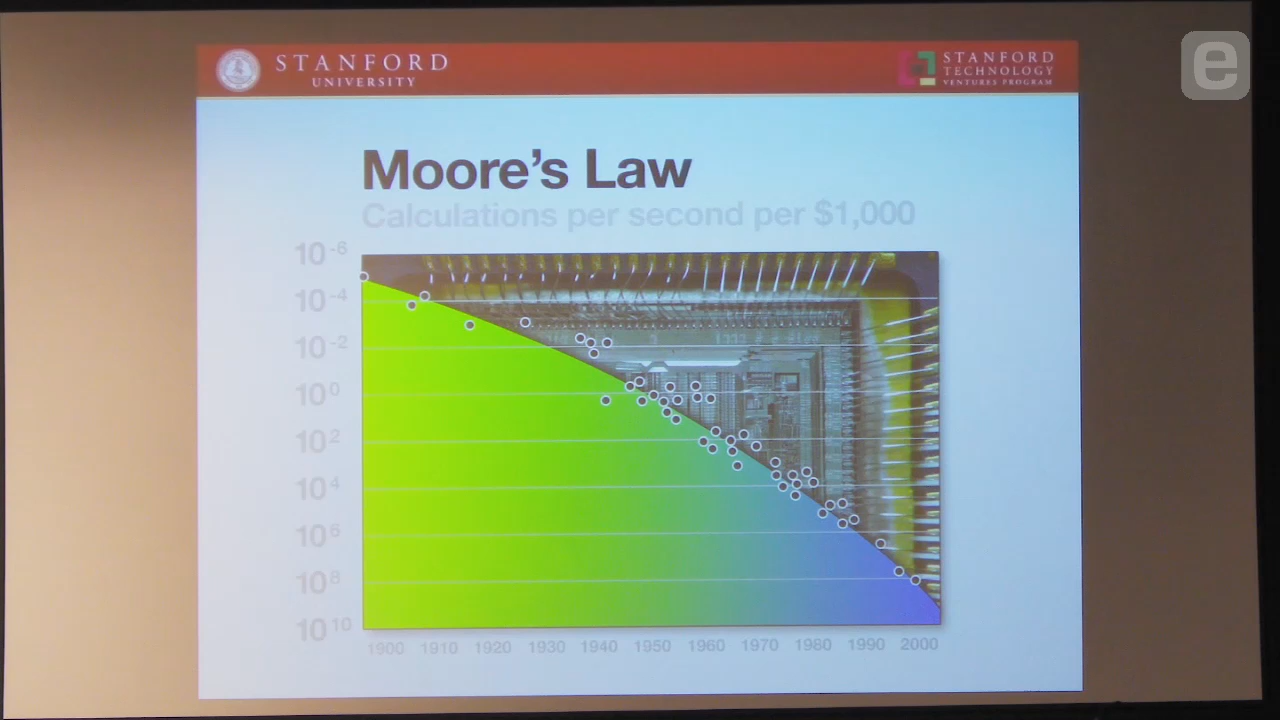 STANFORD
UNIVERSITY
STANFORD
TECHNOLOGY
VENTURES PROGRAM
e
Moore's Law
Calculations per second per $1,000
10⁻⁶
10⁻⁴
10⁻²
10⁰
10²
10⁴
10⁶
10⁸
10¹⁰
1900 1910 1920 1930 1940 1950 1960 1970 1980 1990 2000